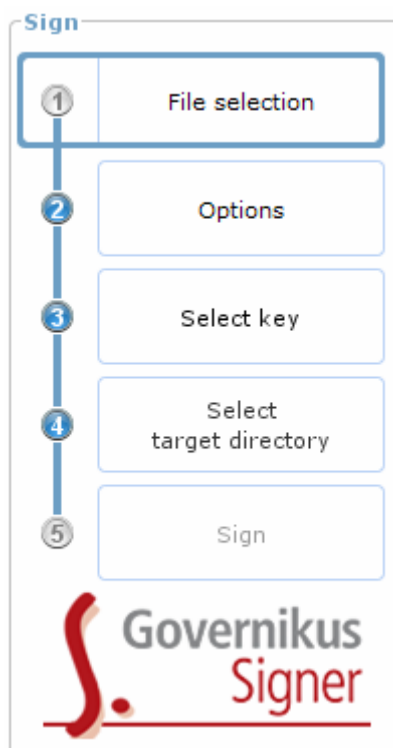 Sign
1
File selection
2
Options
3
Select key
4
Select
target directory
5
Sign
Governikus
Signer